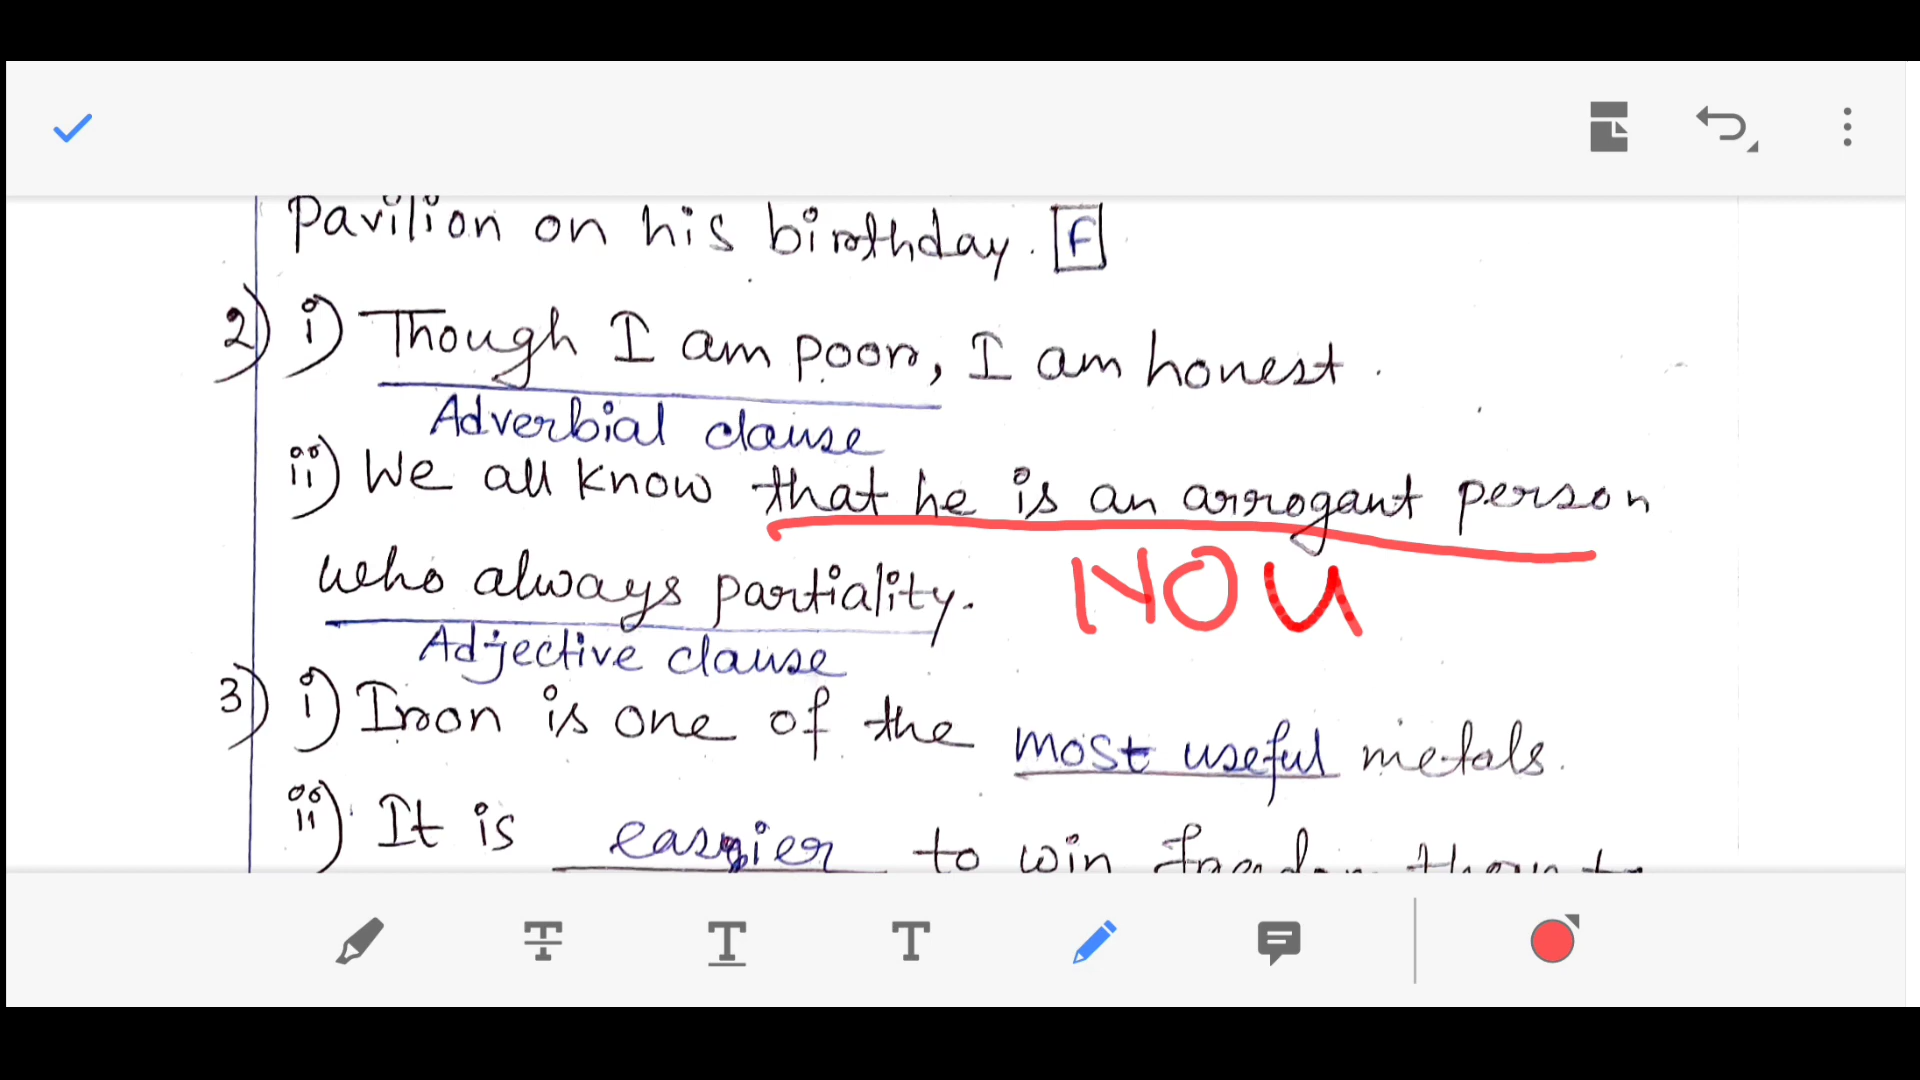 Pavilion on his birthday. F
2) i) Though I am poor, I am honest.
Adverbial clause
ii) We all know that he is an arrogant person
who always partiality. NOU
Adjective clause
3) i) Iron is one of the most useful metals.
ii) It is easier to win
T T T